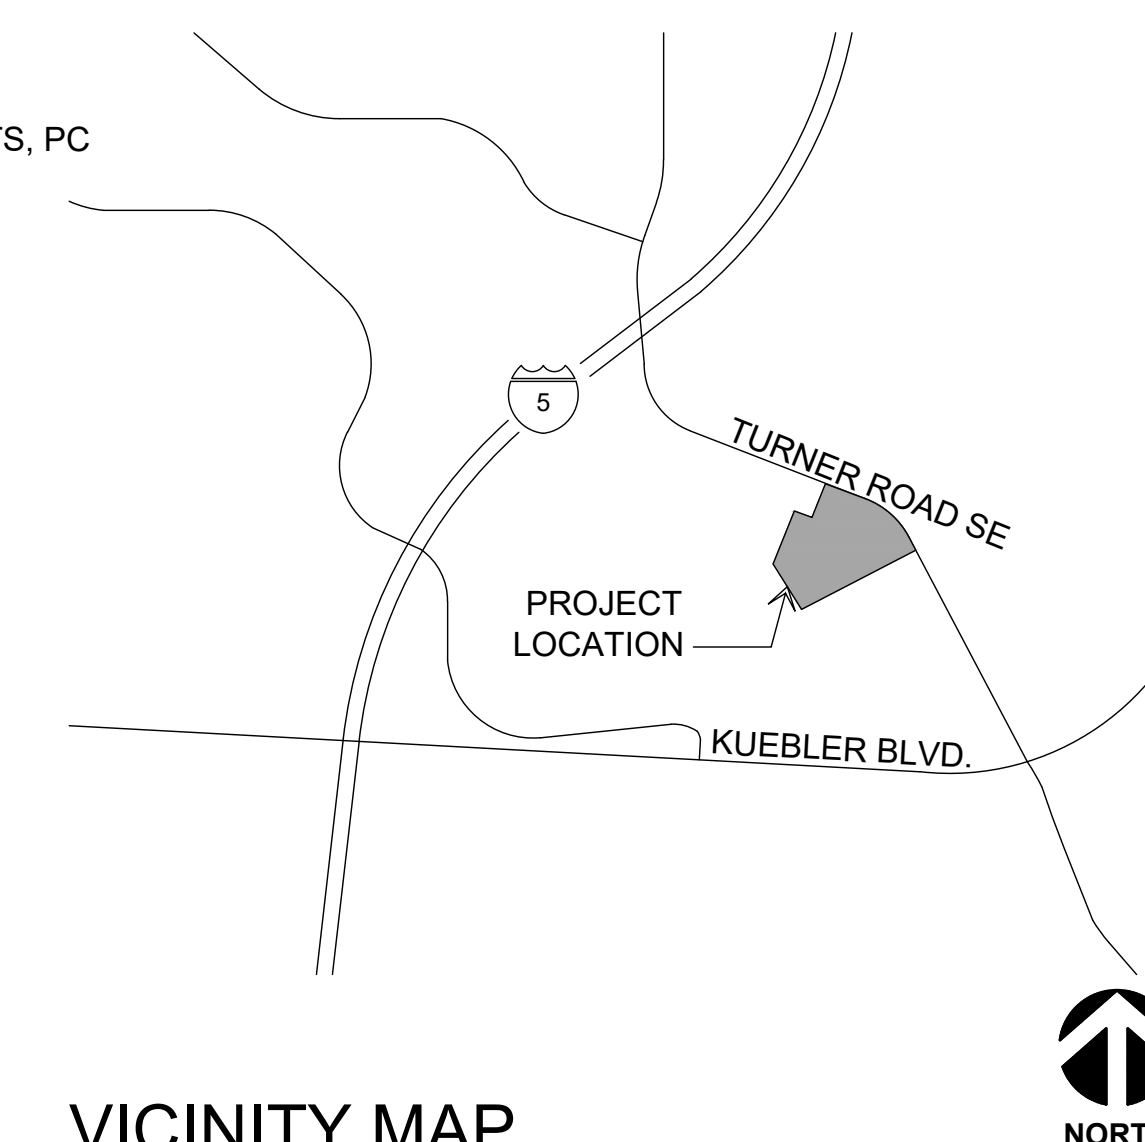 TS, PC
5
TURNER ROAD SE
PROJECT
LOCATION
KUEBLER BLVD.
VICINITY MAP
NORT